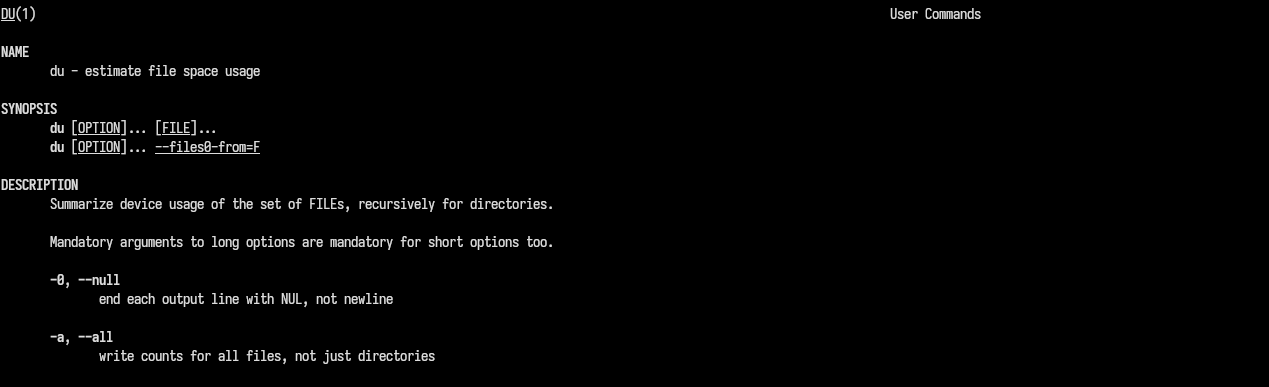 DU(1) User Commands
NAME
du - estimate file space usage
SYNOPSIS
du [OPTION]... [FILE]...
du [OPTION]... --files0-from=F
DESCRIPTION
Summarize device usage of the set of FILEs, recursively for directories.
Mandatory arguments to long options are mandatory for short options too.
-0, --null
end each output line with NUL, not newline
-a, --all
write counts for all files, not just directories